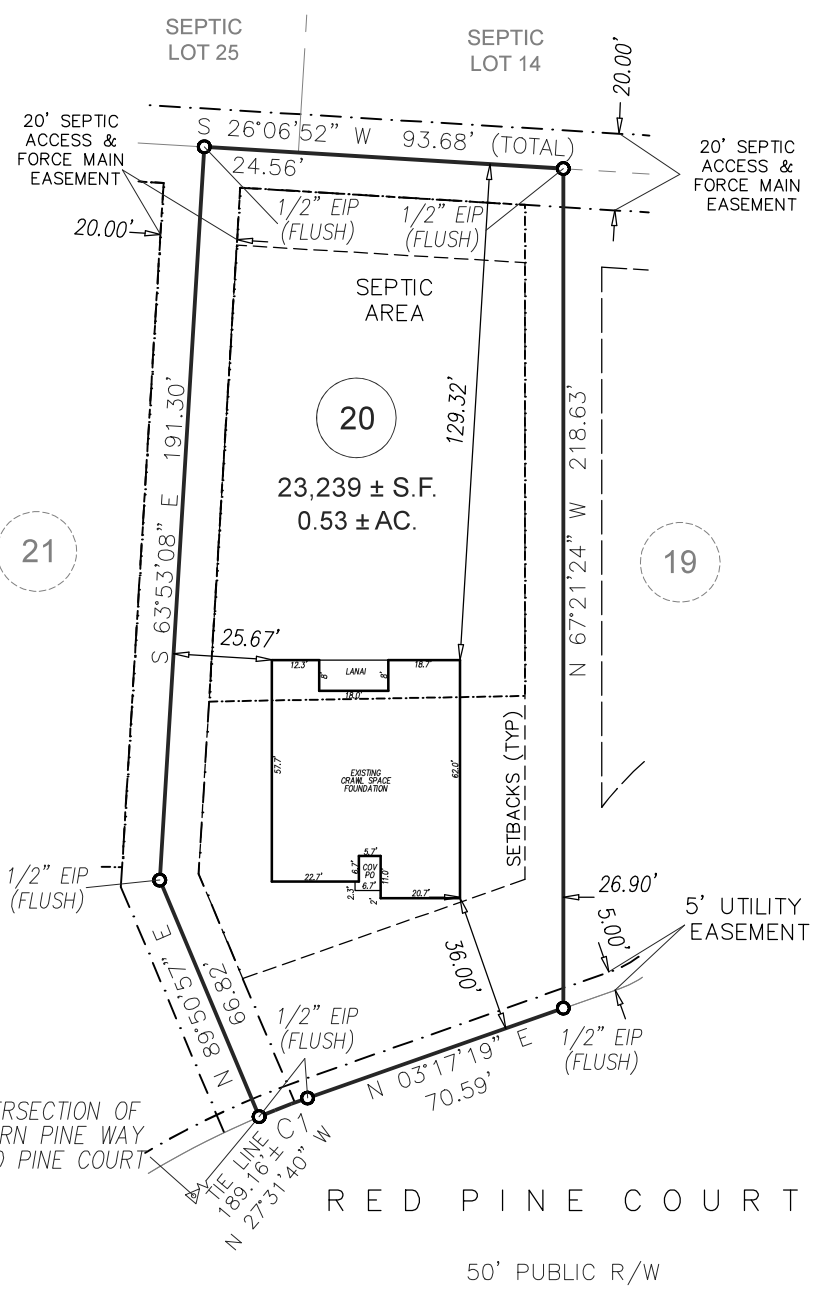 SEPTIC
LOT 25
SEPTIC
LOT 14
20.00'
20' SEPTIC
ACCESS &
FORCE MAIN
EASEMENT
S 26°06'52" W 93.68' (TOTAL)
24.56'
20' SEPTIC
ACCESS &
FORCE MAIN
EASEMENT
1/2" EIP
(FLUSH)
1/2" EIP
(FLUSH)
20.00'
SEPTIC
AREA
129.32'
20
23,239 ± S.F.
0.53 ± AC.
S 63°53'08" E 191.30'
N 67°21'24" W 218.63'
21
19
25.67'
12.3'
LANAI
18.7'
8'
8'
18.0'
57.7'
EXISTING
CRAWL SPACE
FOUNDATION
62.0'
SETBACKS (TYP)
5.7'
6.7'
COV
PO
11.0'
22.7'
6.7'
2.3'
2'
20.7'
1/2" EIP
(FLUSH)
26.90'
5' UTILITY
EASEMENT
5.00'
36.00'
N 89°50'57" E
66.82'
1/2" EIP
(FLUSH)
1/2" EIP
(FLUSH)
N 03°17'19" E
70.59'
C1
ERSECTION OF
RN PINE WAY
PINE COURT
TIE LINE
189.16'±
N 27°31'40" W
RED PINE COURT
50' PUBLIC R/W